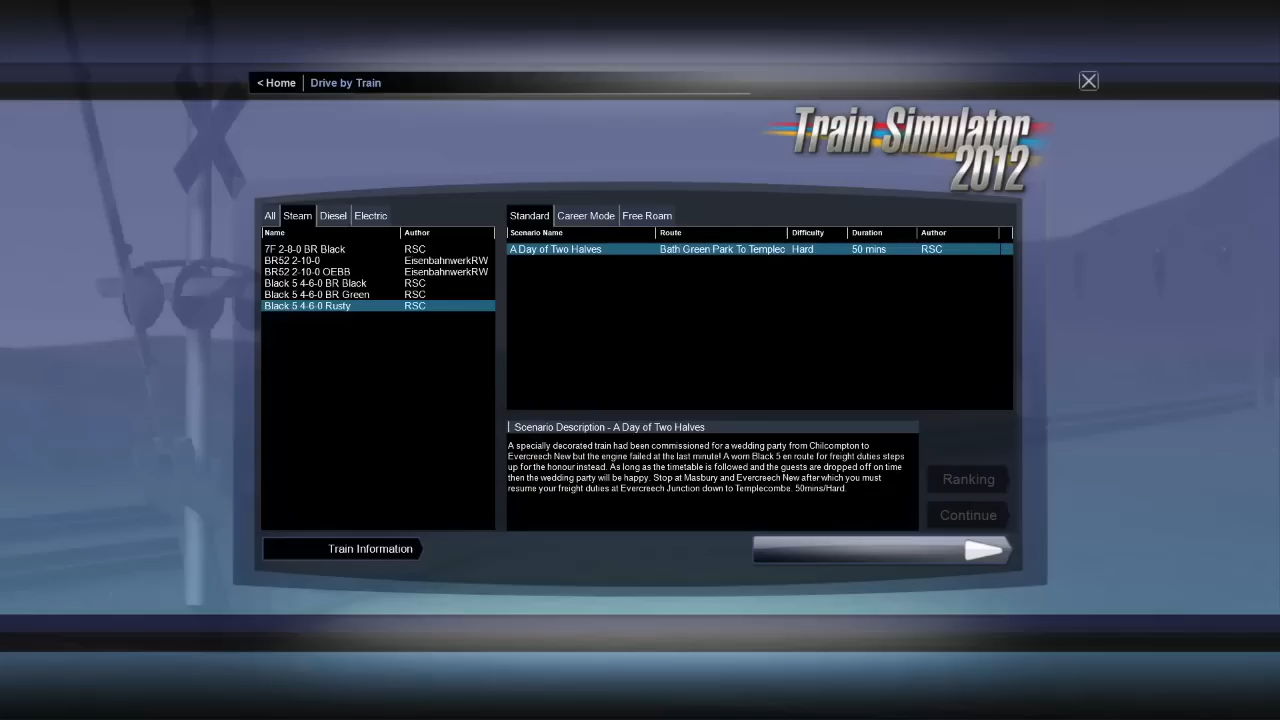 < Home | Drive by Train
Train Simulator
2012
All Steam Diesel Electric
Name Author
7F 2-8-0 BR Black RSC
BR52 2-10-0 EisenbahnwerkRW
BR52 2-10-0 OEBB EisenbahnwerkRW
Black 5 4-6-0 BR Black RSC
Black 5 4-6-0 BR Green RSC
Black 5 4-6-0 Rusty RSC
Standard Career Mode Free Roam
Scenario Name Route Difficulty Duration Author
A Day of Two Halves Bath Green Park To Templec Hard 50 mins RSC
Scenario Description - A Day of Two Halves
A specially decorated train had been commissioned for a wedding party from Chilcompton to
Evercreech New but the engine failed at the last minute! A worn Black 5 en route for freight duties steps
up for the honour instead. As long as the timetable is followed and the guests are dropped off on time
then the wedding party will be happy. Stop at Masbury and Evercreech New after which you must
resume your freight duties at Evercreech Junction down to Templecombe. 50mins/Hard.
Ranking
Continue
Train Information